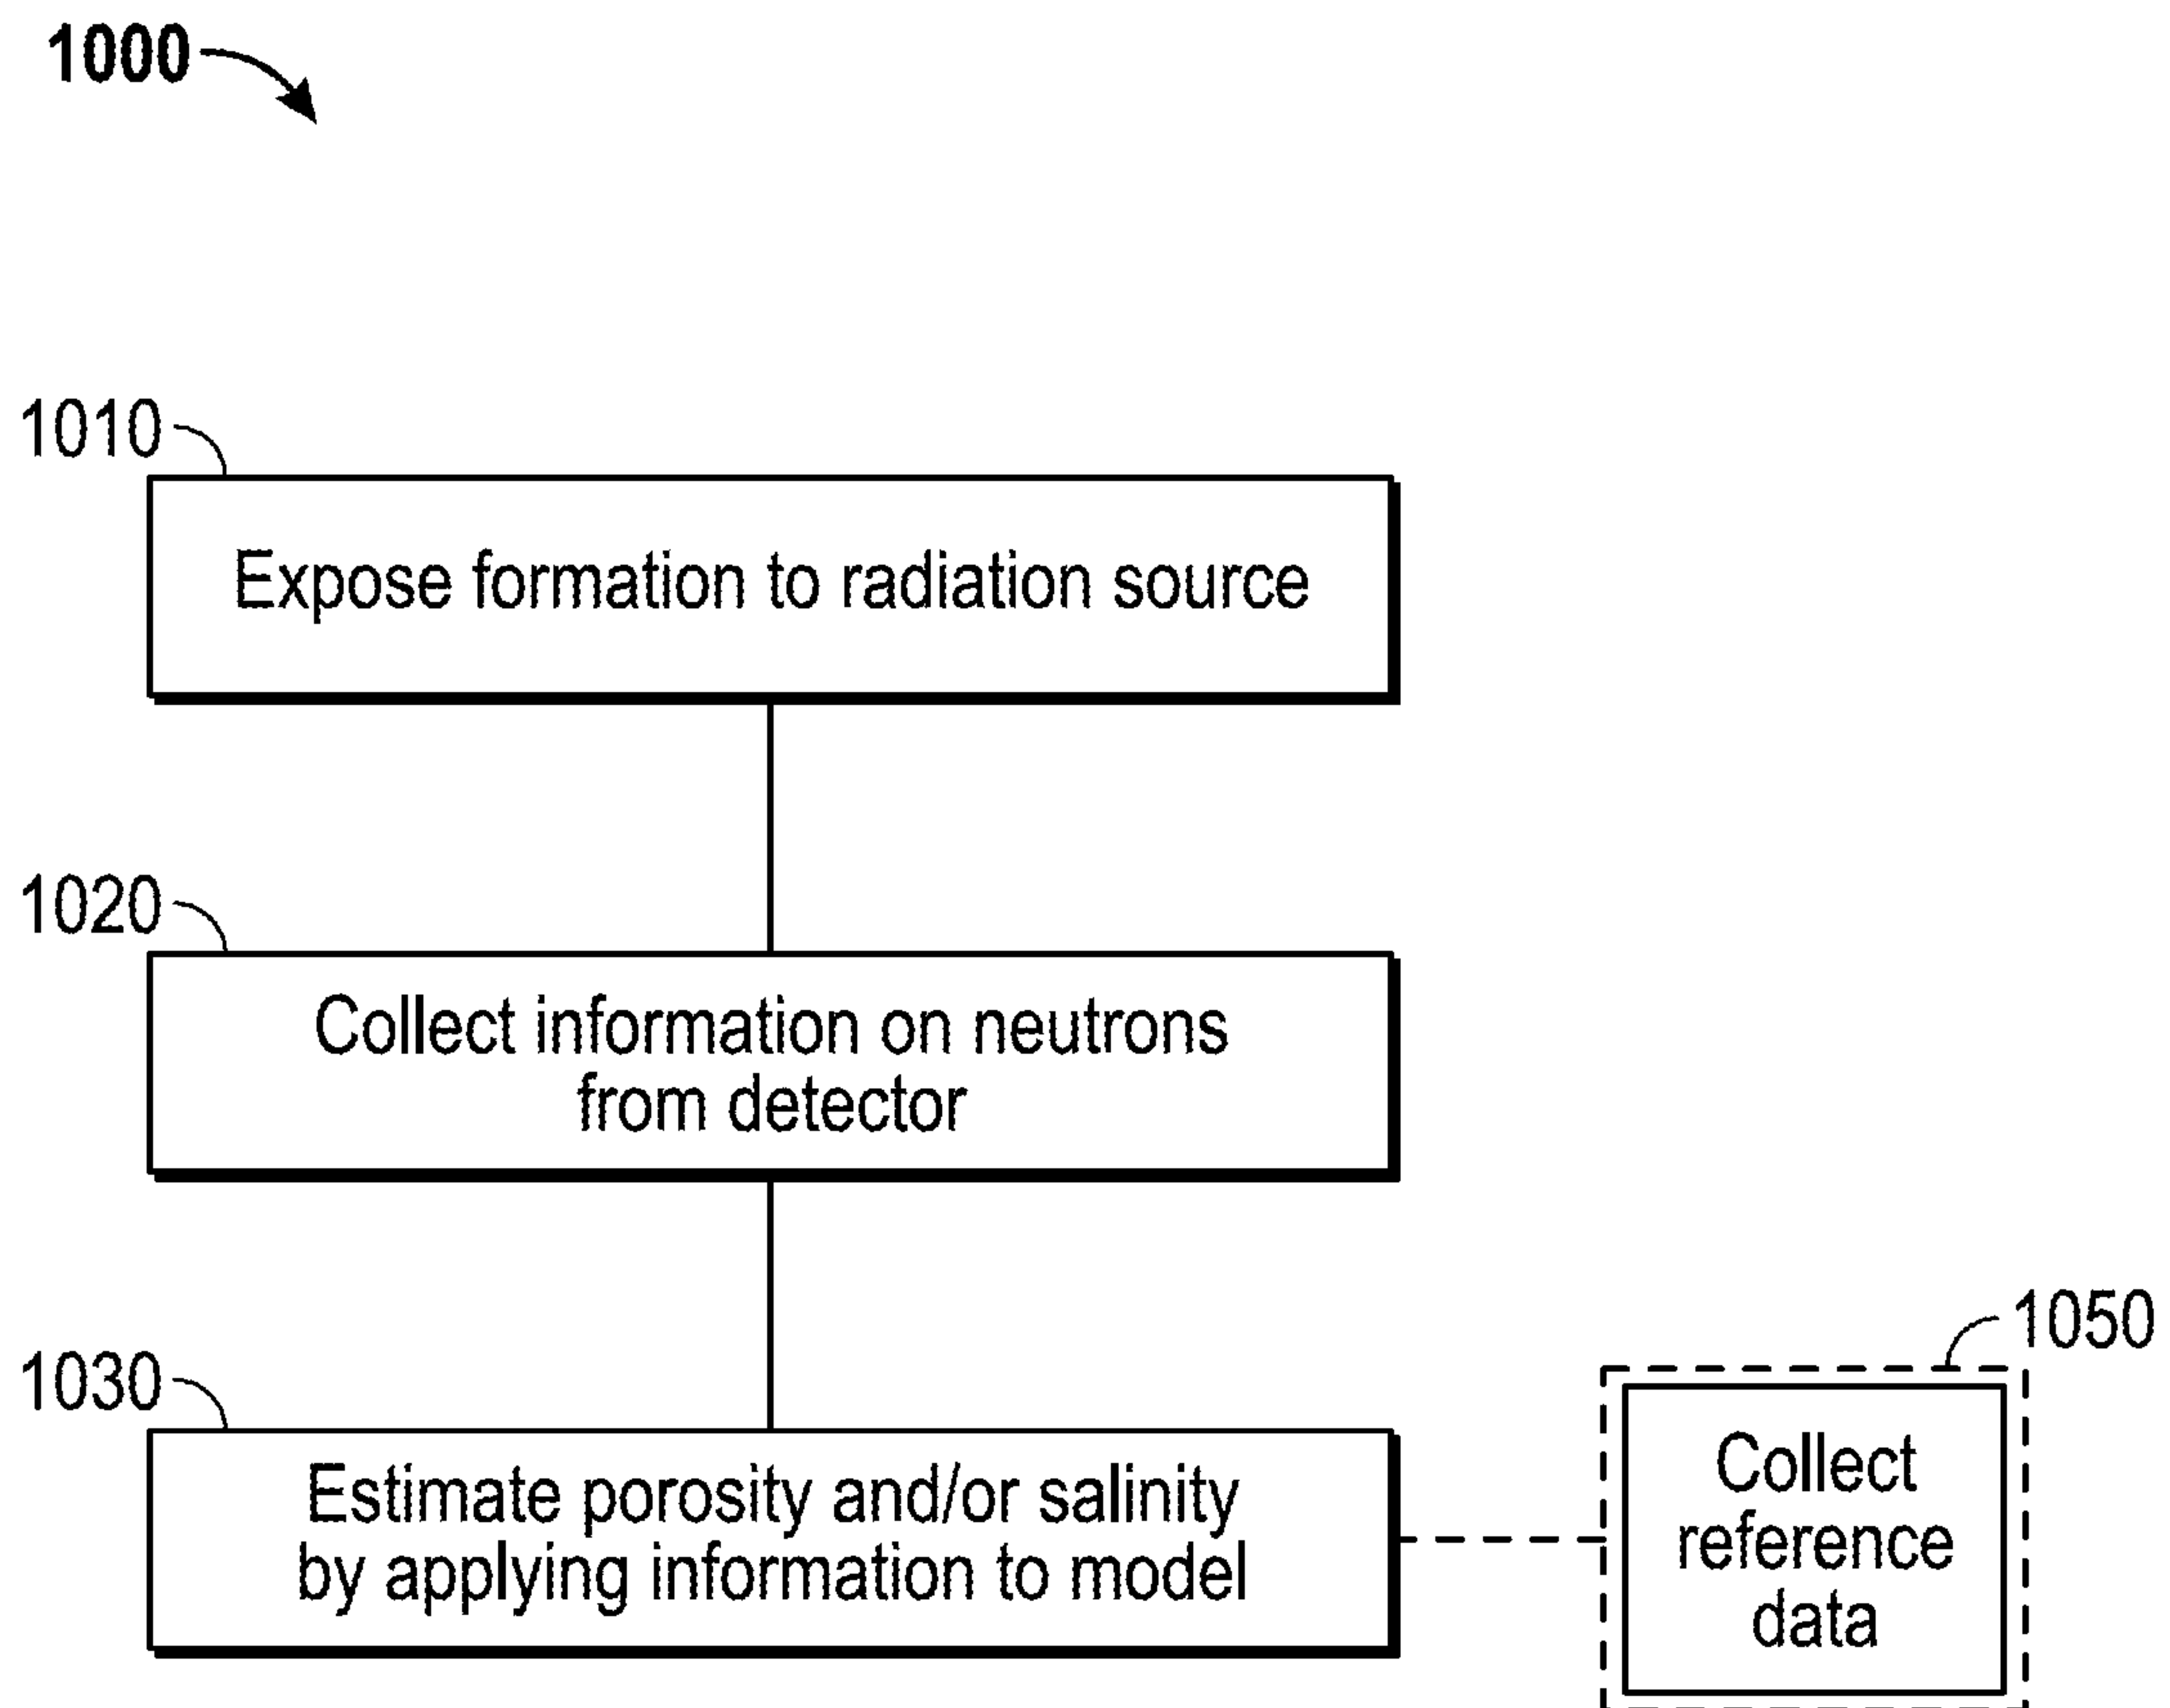 1000
1010
Expose formation to radiation source
1020
Collect information on neutrons
from detector
1030
Estimate porosity and/or salinity
by applying information to model
1050
Collect
reference
data